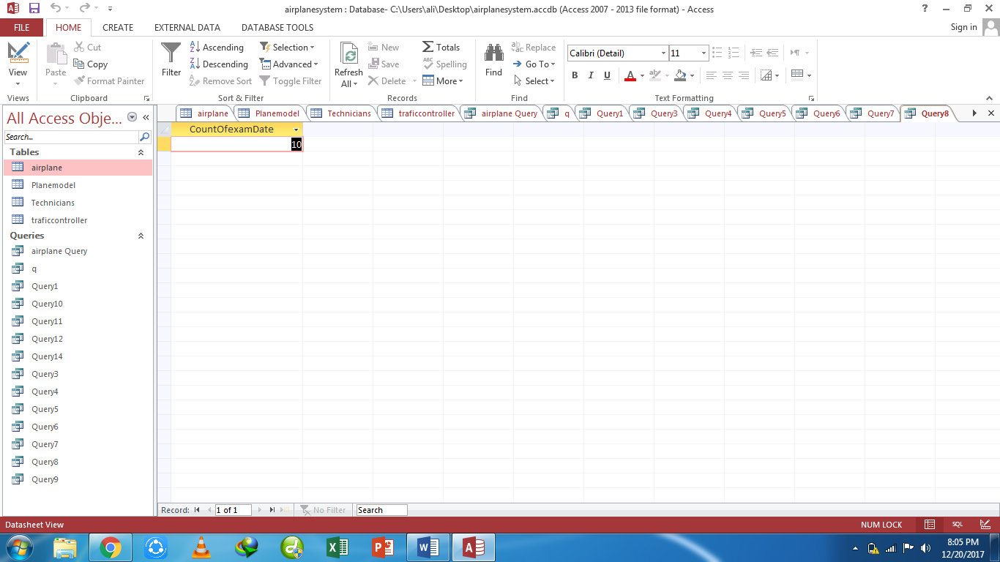 airplanesystem : Database- C:\Users\ali\Desktop\airplanesystem.accdb (Access 2007 - 2013 file format) - Access
FILE HOME CREATE EXTERNAL DATA DATABASE TOOLS Sign in
View
Views
Paste
Cut
Copy
Format Painter
Clipboard
Filter
Ascending
Descending
Remove Sort
Selection
Advanced
Toggle Filter
Sort & Filter
Refresh
All
New
Save
Delete
Totals
Spelling
More
Records
Find
Replace
Go To
Select
Find
Calibri (Detail) 11
B I U A
Text Formatting
All Access Obje...
Search...
Tables
airplane
Planemodel
Technicians
traficcontroller
Queries
airplane Query
q
Query1
Query10
Query11
Query12
Query14
Query3
Query4
Query5
Query6
Query7
Query8
Query9
airplane Planemodel Technicians traficcontroller airplane Query q Query1 Query3 Query4 Query5 Query6 Query7 Query8
CountOfexamDate
10
Record: 1 of 1 No Filter Search
Datasheet View NUM LOCK SQL
8:05 PM
12/20/2017